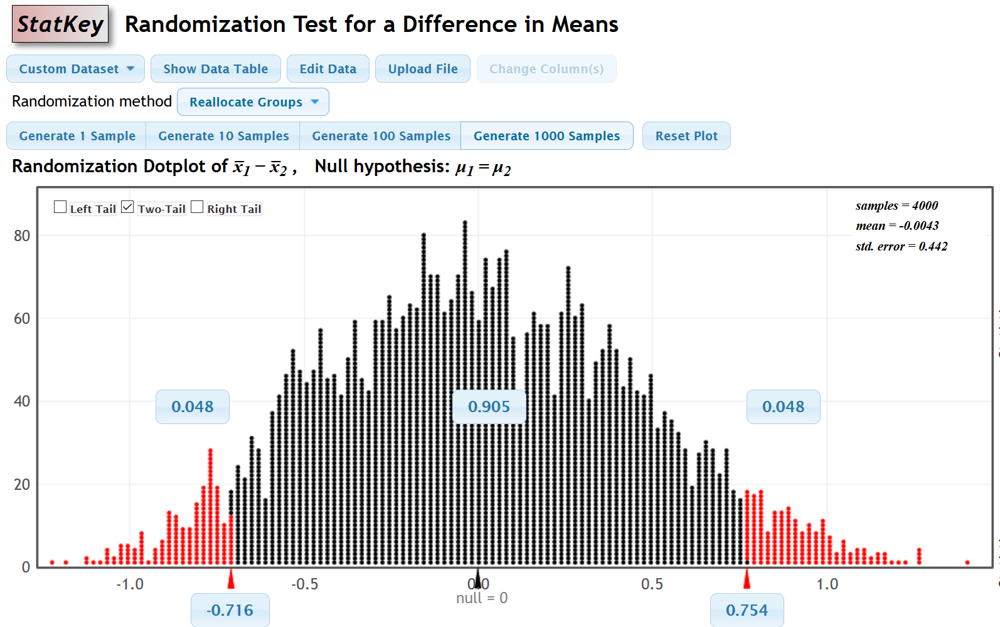 StatKey Randomization Test for a Difference in Means
Custom Dataset Show Data Table Edit Data Upload File Change Column(s)
Randomization method Reallocate Groups
Generate 1 Sample Generate 10 Samples Generate 100 Samples Generate 1000 Samples Reset Plot
Randomization Dotplot of x̅1 − x̅2 , Null hypothesis: μ1 = μ2
Left Tail Two-Tail Right Tail
samples = 4000
mean = -0.0043
std. error = 0.442
80
60
40
20
0
0.048 0.905 0.048
-1.0 -0.5 0.0 0.5 1.0
null = 0
-0.716 0.754